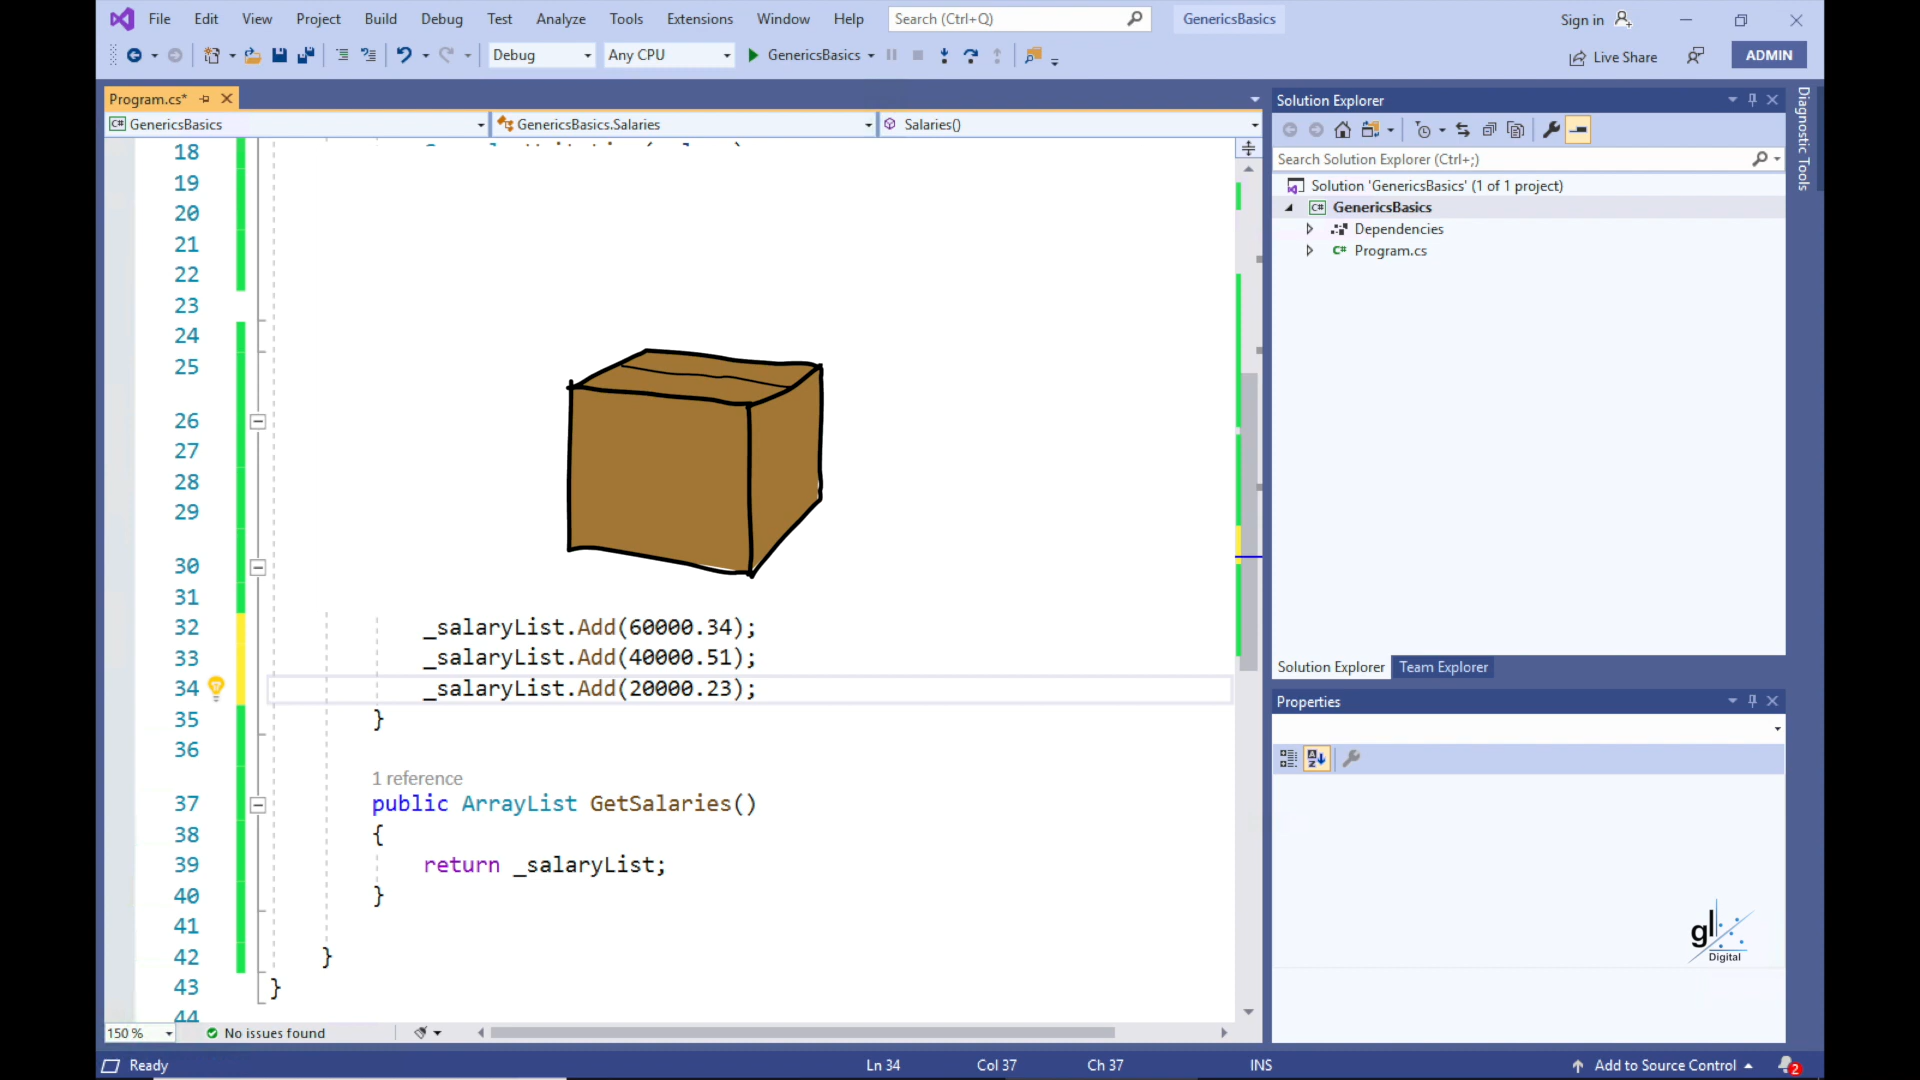 File Edit View Project Build Debug Test Analyze Tools Extensions Window Help Search (Ctrl+Q) GenericsBasics Sign in
Debug Any CPU GenericsBasics Live Share ADMIN
Program.cs*
GenericsBasics GenericsBasics.Salaries Salaries()
18
19
20
21
22
23
24
25
26
27
28
29
30
31
32 _salaryList.Add(60000.34);
33 _salaryList.Add(40000.51);
34 _salaryList.Add(20000.23);
35 }
36
1 reference
37 public ArrayList GetSalaries()
38 {
39 return _salaryList;
40 }
41
42 }
43 }
44
150 % No issues found
Solution Explorer
Search Solution Explorer (Ctrl+;)
Solution 'GenericsBasics' (1 of 1 project)
C# GenericsBasics
Dependencies
C# Program.cs
Solution Explorer Team Explorer
Properties
Diagnostic Tools
gl
Digital
Ready Ln 34 Col 37 Ch 37 INS Add to Source Control 2